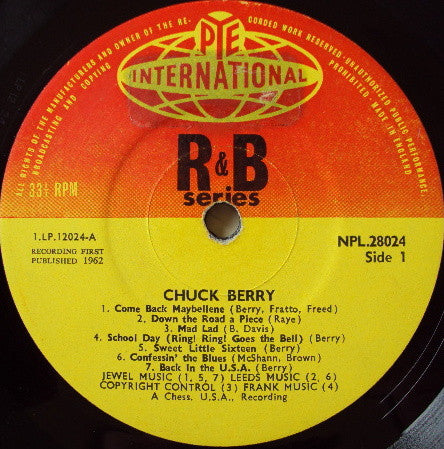 ALL RIGHTS OF THE MANUFACTURERS AND OWNER OF THE RE-CORDED WORK RESERVED·UNAUTHORIZED PUBLIC PERFORMANCE, BROADCASTING AND COPYING PROHIBITED MADE IN ENGLAND
PYE
INTERNATIONAL
R&B
series
33⅓ RPM
1.LP.12024-A
RECORDING FIRST
PUBLISHED 1962
NPL.28024
Side 1
CHUCK BERRY
1. Come Back Maybellene (Berry, Fratto, Freed)
2. Down the Road a Piece (Raye)
3. Mad Lad (B. Davis)
4. School Day (Ring! Ring! Goes the Bell) (Berry)
5. Sweet Little Sixteen (Berry)
6. Confessin' the Blues (McShann, Brown)
7. Back In the U.S.A. (Berry)
JEWEL MUSIC (1, 5, 7) LEEDS MUSIC (2, 6)
COPYRIGHT CONTROL (3) FRANK MUSIC (4)
A Chess, U.S.A., Recording